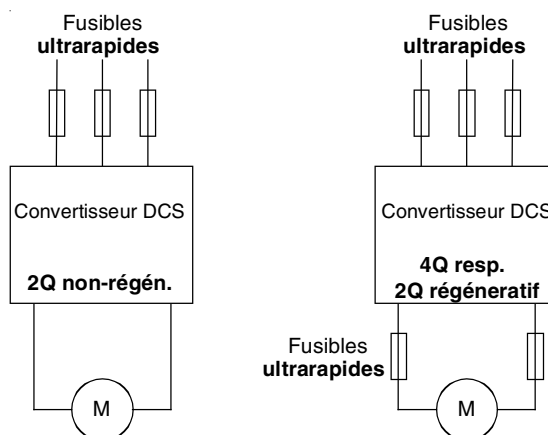 Fusibles
ultrarapides
Convertisseur DCS
2Q non-régén.
M
Fusibles
ultrarapides
Convertisseur DCS
4Q resp.
2Q régéneratif
Fusibles
ultrarapides
M